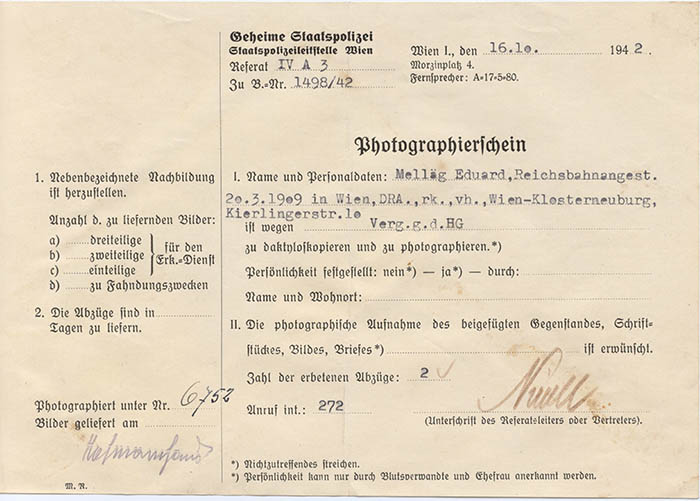 Geheime Staatspolizei
Staatspolizeileitstelle Wien
Referat IV A 3
Zu B.-Nr. 1498/42
Wien I., den 16.10. 1942.
Morzinplatz 4.
Fernsprecher: A-17-5-80.
Photographierschein
1. Nebenbezeichnete Nachbildung
ist herzustellen.
Anzahl d. zu liefernden Bilder:
a) dreiteilige
b) zweiteilige
c) einteilige
für den
Erk.-Dienst
d) zu Fahndungszwecken
2. Die Abzüge sind in
Tagen zu liefern.
Photographiert unter Nr. 6752
Bilder geliefert am
M. R.
I. Name und Personaldaten: Melläg Eduard, Reichsbahnangest.
20.3.1909 in Wien, DRA., rk., vh., Wien-Klosterneuburg,
Kierlingerstr.10
ist wegen Verg.g.d.HG
zu daktyloskopieren und zu photographieren.*)
Persönlichkeit festgestellt: nein*) — ja*) — durch:
Name und Wohnort:
II. Die photographische Aufnahme des beigefügten Gegenstandes, Schrift-
stückes, Bildes, Briefes*) ist erwünscht.
Zahl der erbetenen Abzüge: 2
Anruf int.: 272
(Unterschrift des Referatsleiters oder Vertreters).
*) Nichtzutreffendes streichen.
*) Persönlichkeit kann nur durch Blutsverwandte und Ehefrau anerkannt werden.